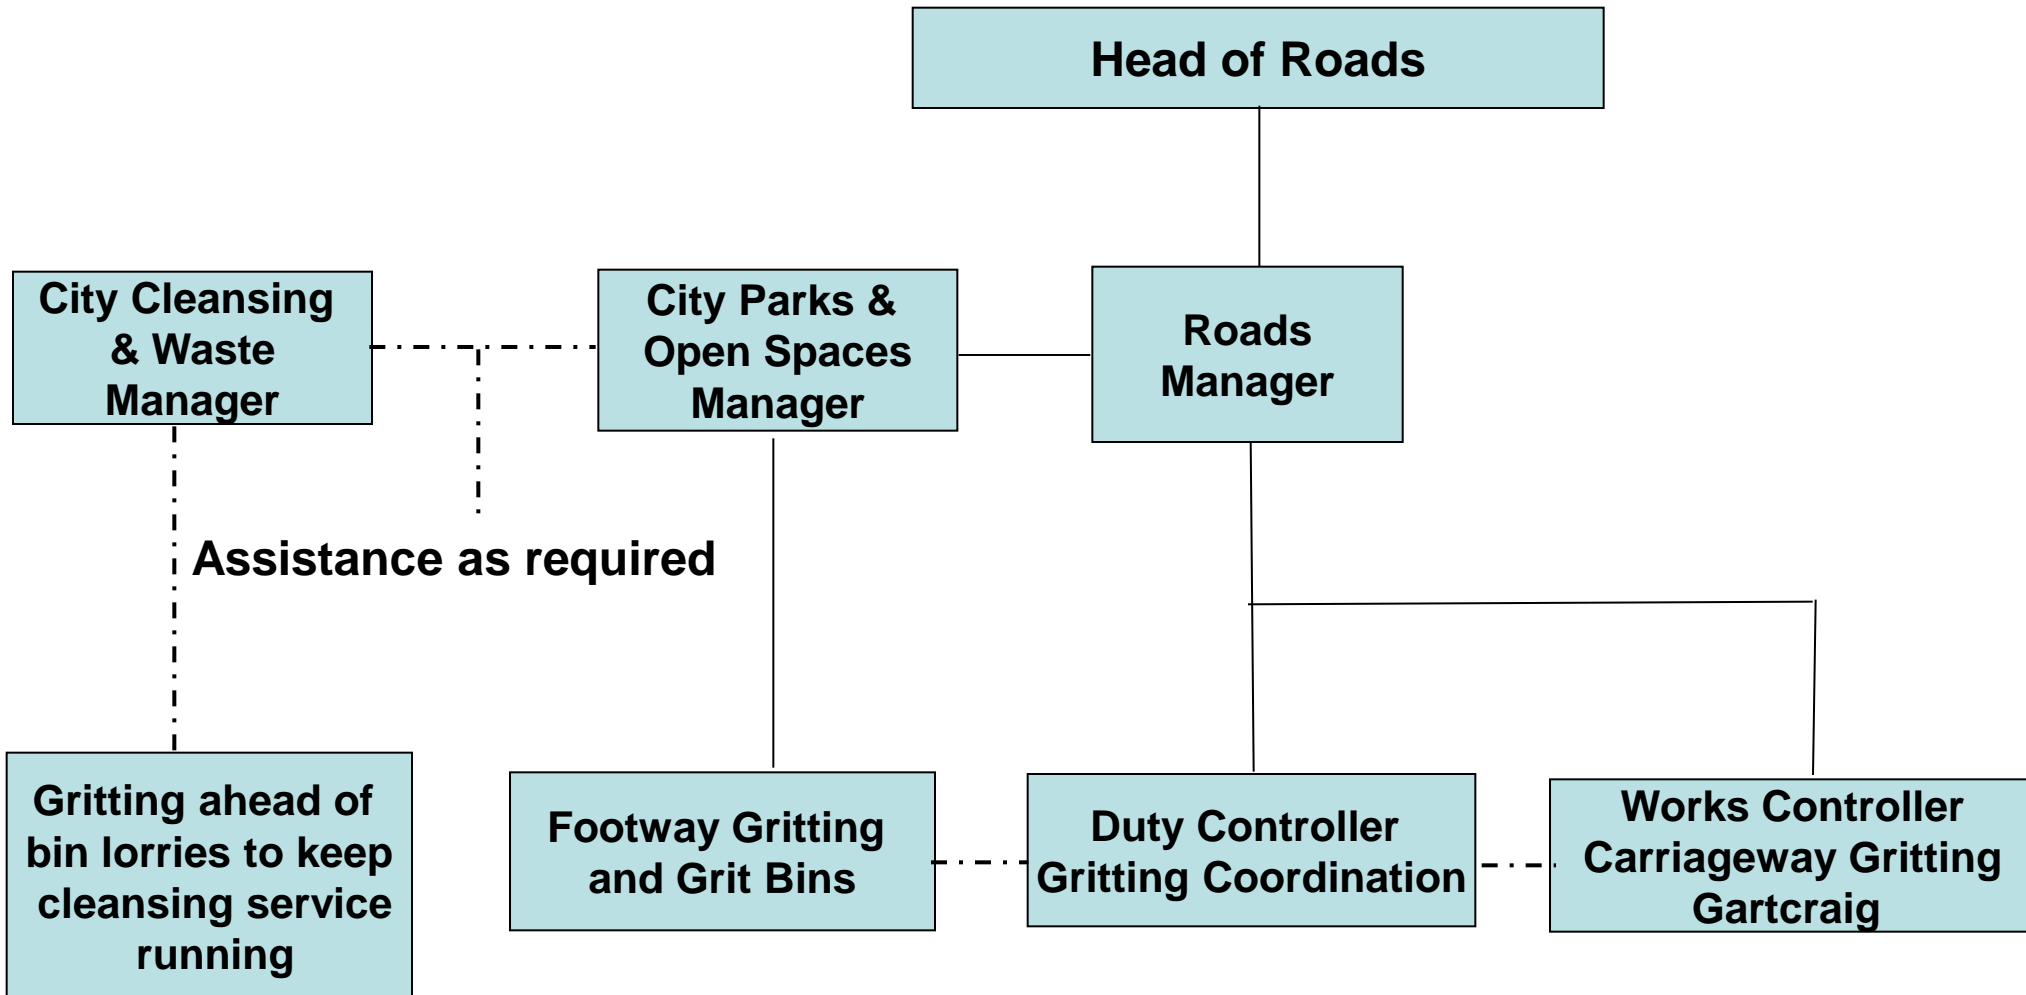 Head of Roads
City Cleansing
& Waste
Manager
City Parks &
Open Spaces
Manager
Roads
Manager
Assistance as required
Gritting ahead of
bin lorries to keep
cleansing service
running
Footway Gritting
and Grit Bins
Duty Controller
Gritting Coordination
Works Controller
Carriageway Gritting
Gartcraig